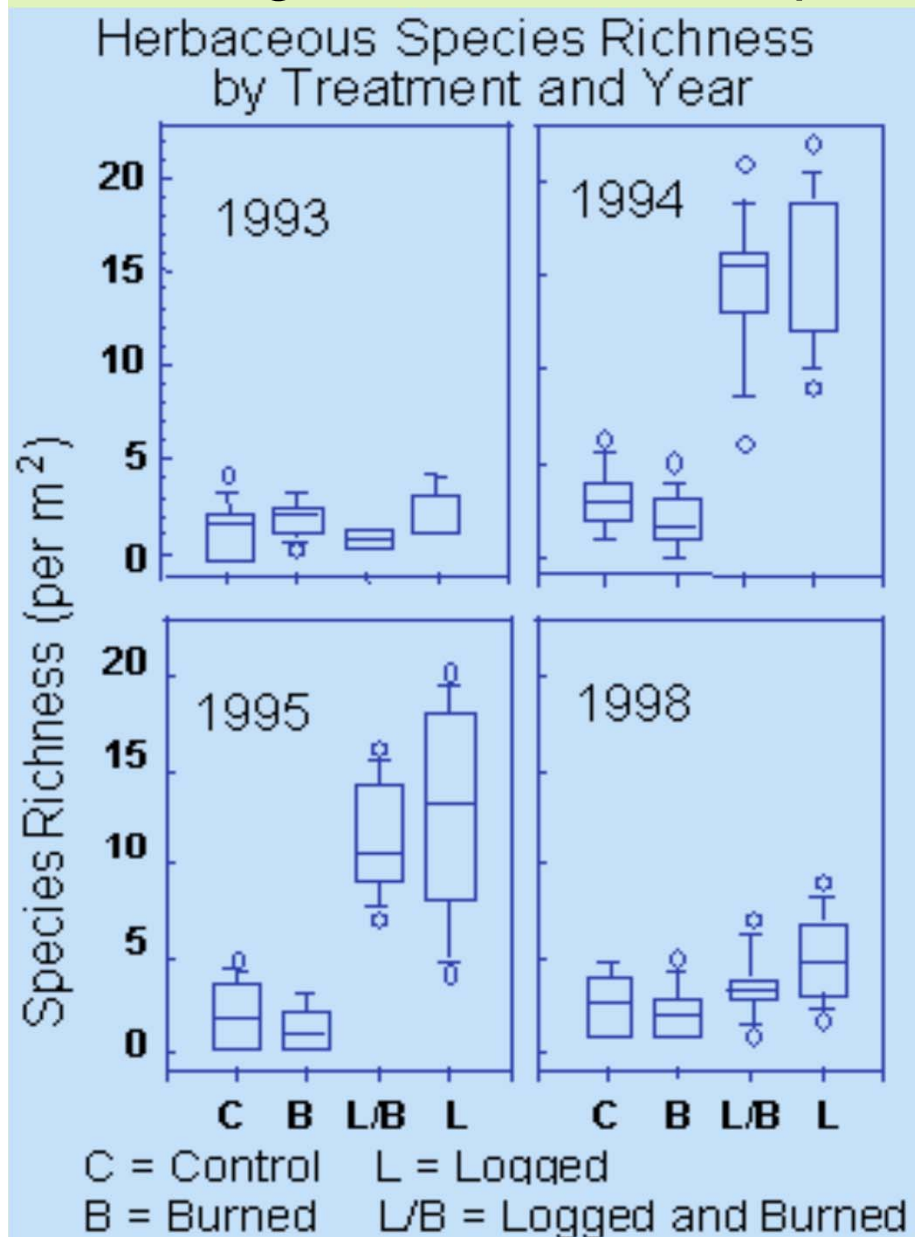 Herbaceous Species Richness
by Treatment and Year
Species Richness (per m²)
20
15
10
5
0
1993
1994
20
15
10
5
0
1995
1998
C B L/B L
C B L/B L
C = Control L = Logged
B = Burned L/B = Logged and Burned